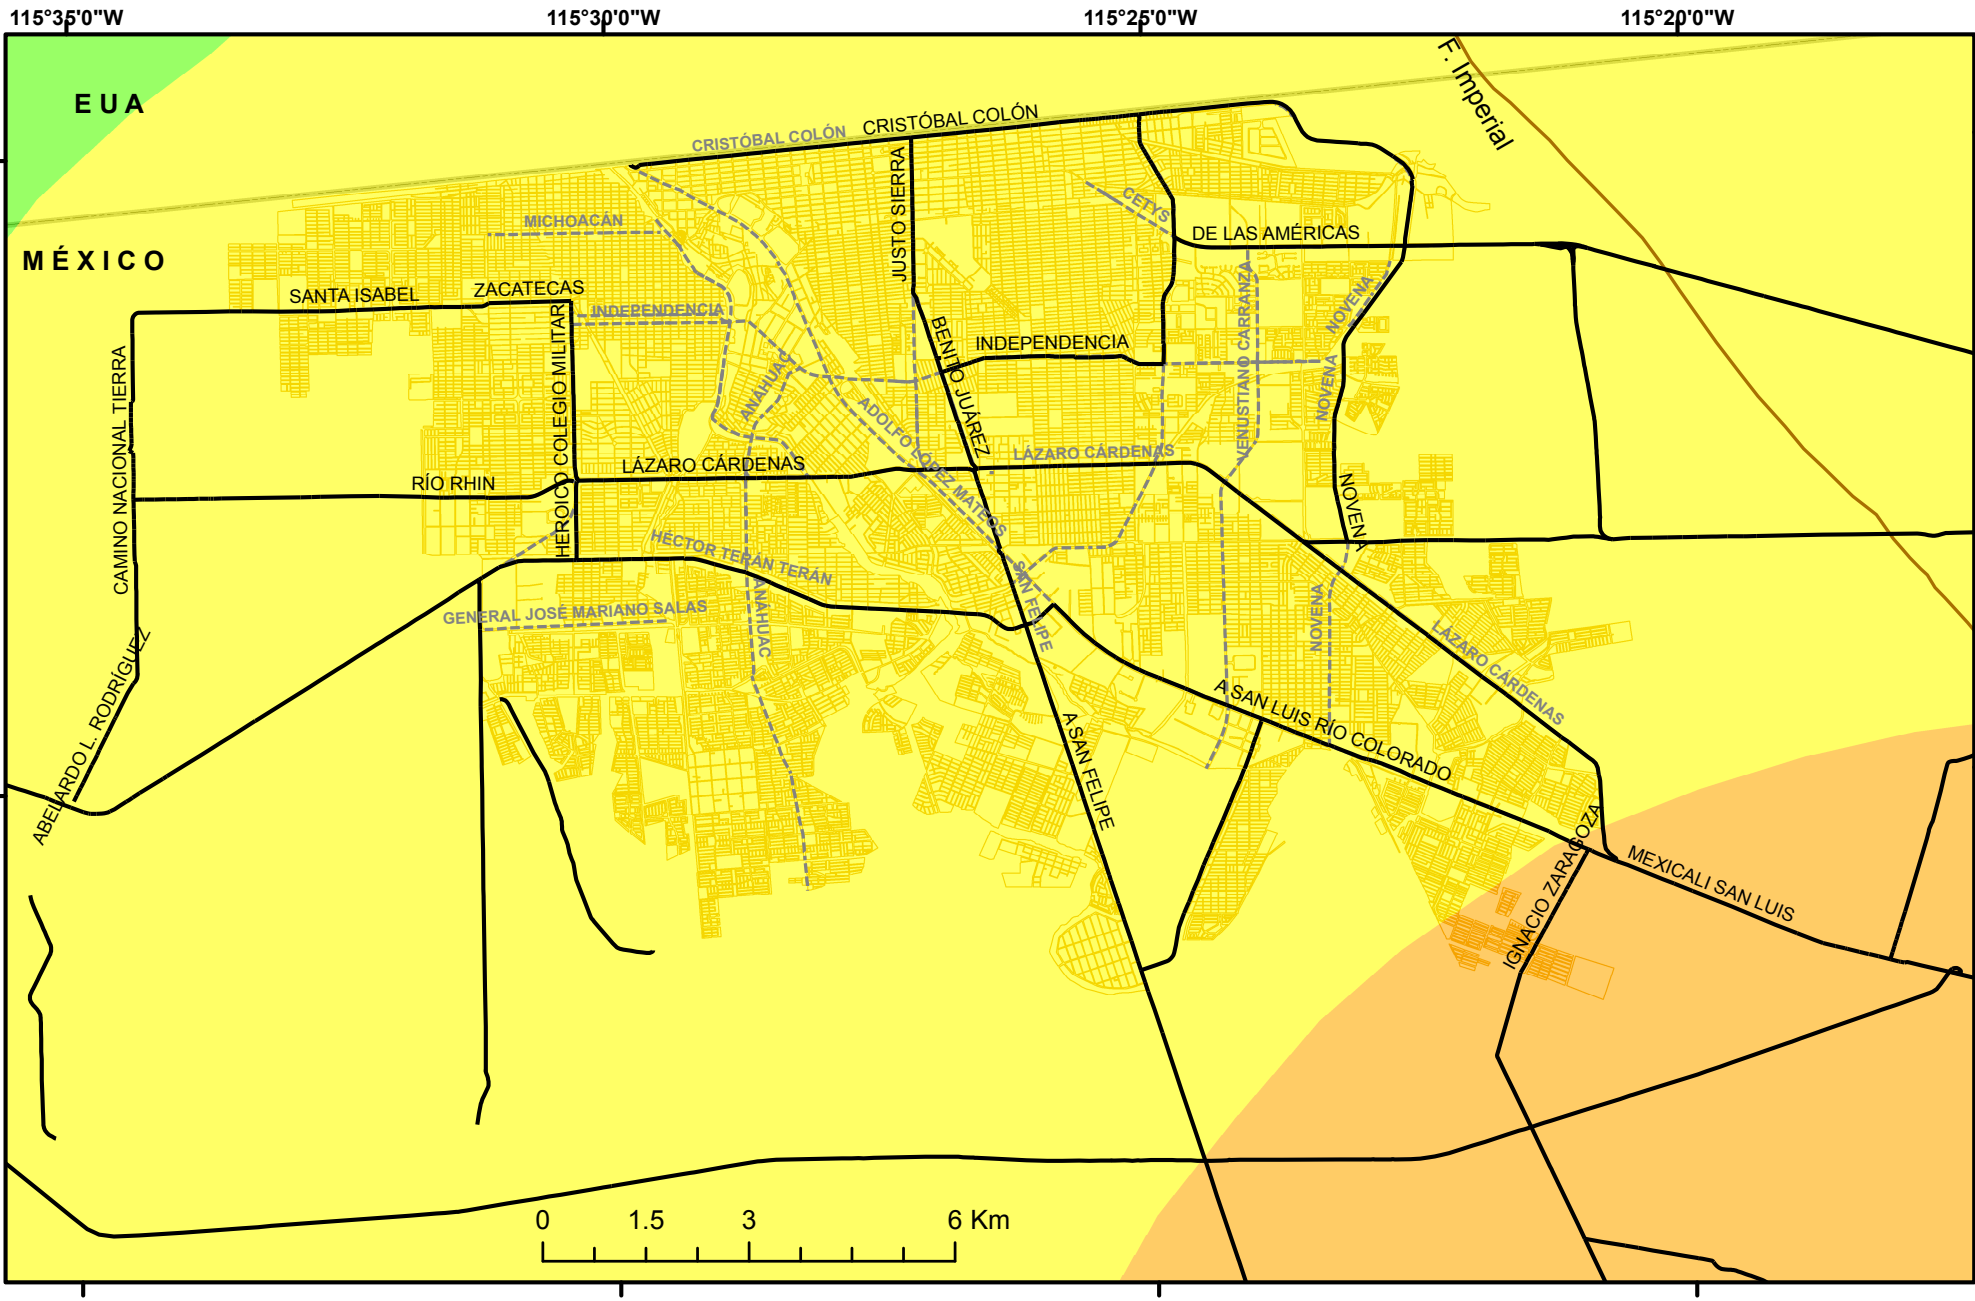 115°35'0"W
115°30'0"W
115°25'0"W
115°20'0"W
F. Imperial
E U A
CRISTÓBAL COLÓN
CRISTÓBAL COLÓN
JUSTO SIERRA
CETYS
MICHOACÁN
DE LAS AMÉRICAS
M É X I C O
SANTA ISABEL
ZACATECAS
INDEPENDENCIA
VENUSTIANO CARRANZA
NOVENA
HEROICO COLEGIO MILITAR
BENITO JUÁREZ
INDEPENDENCIA
CAMINO NACIONAL TIERRA
ANÁHUAC
NOVENA
ADOLFO LÓPEZ MATEOS
LÁZARO CÁRDENAS
LÁZARO CÁRDENAS
RÍO RHIN
NOVENA
HÉCTOR TERÁN TERÁN
SAN FELIPE
ANÁHUAC
GENERAL JOSÉ MARIANO SALAS
NOVENA
LÁZARO CÁRDENAS
ABELARDO L. RODRÍGUEZ
A SAN LUIS RÍO COLORADO
A SAN FELIPE
IGNACIO ZARAGOZA
MEXICALI SAN LUIS
0 1.5 3 6 Km